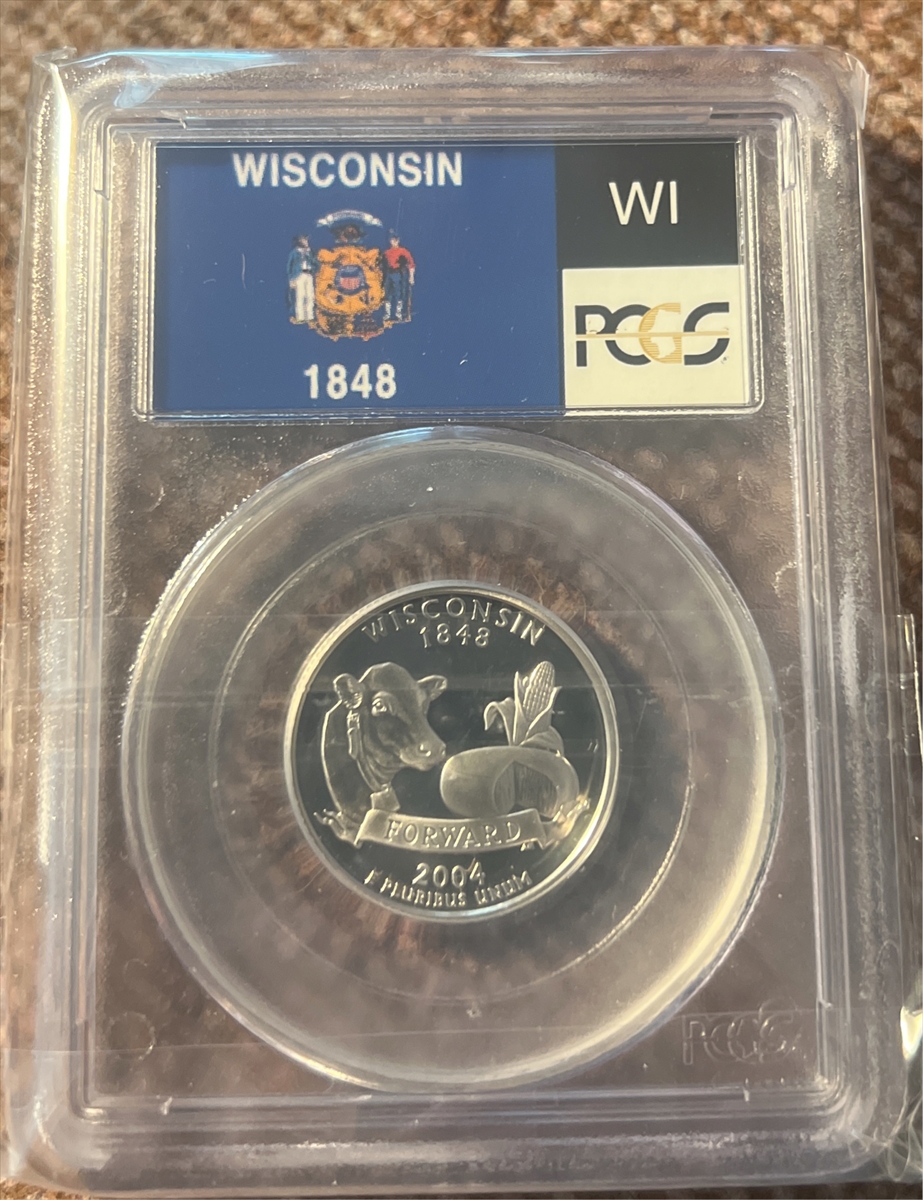 WISCONSIN
WI
PCGS
1848
WISCONSIN
1848
FORWARD
2004
E PLURIBUS UNUM
PCGS